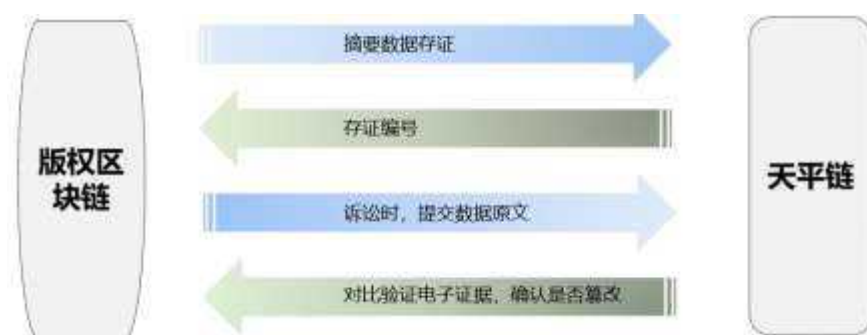 摘要数据存证
存证编号
版权区
块链
天平链
诉讼时，提交数据原文
对比验证电子证据，确认是否篡改